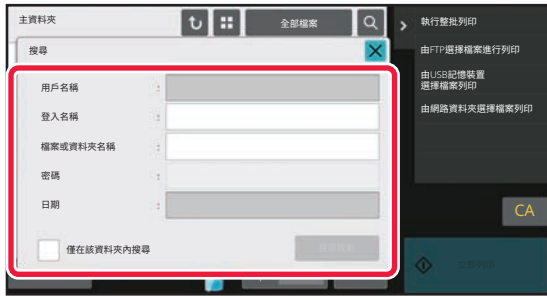 主資料夾
全部檔案
搜尋
用戶名稱 :
登入名稱 :
檔案或資料夾名稱 :
密碼 :
日期 :
僅在該資料夾內搜尋
執行整批列印
由FTP選擇檔案進行列印
由USB記憶裝置
選擇檔案列印
由網路資料夾選擇檔案列印
CA